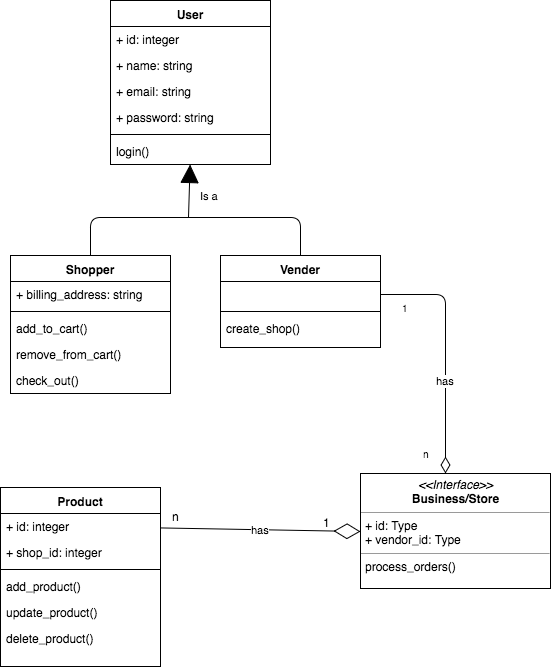 User
+ id: integer
+ name: string
+ email: string
+ password: string
login()
Is a
Shopper
+ billing_address: string
add_to_cart()
remove_from_cart()
check_out()
Vender
create_shop()
1
has
n
<<Interface>>
Business/Store
+ id: Type
+ vendor_id: Type
process_orders()
1
has
n
Product
+ id: integer
+ shop_id: integer
add_product()
update_product()
delete_product()